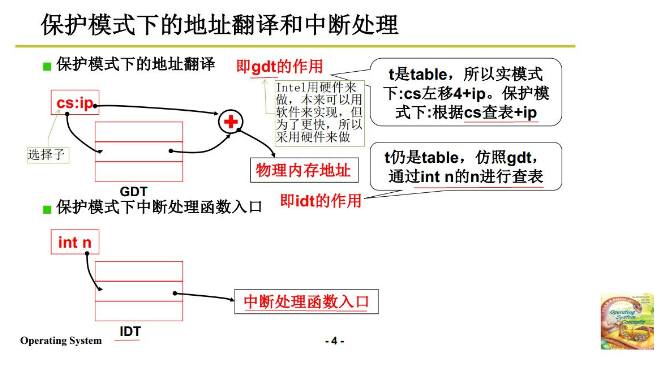 保护模式下的地址翻译和中断处理
保护模式下的地址翻译
即gdt的作用
t是table，所以实模式
下:cs左移4+ip。保护模
式下:根据cs查表+ip
Intel用硬件来
做，本来可以用
软件来实现，但
为了更快，所以
采用硬件来做
cs:ip
选择子
GDT
物理内存地址
t仍是table，仿照gdt，
通过int n的n进行查表
保护模式下中断处理函数入口
即idt的作用
int n
IDT
中断处理函数入口
Operating System
- 4 -
Operating
System
Concepts